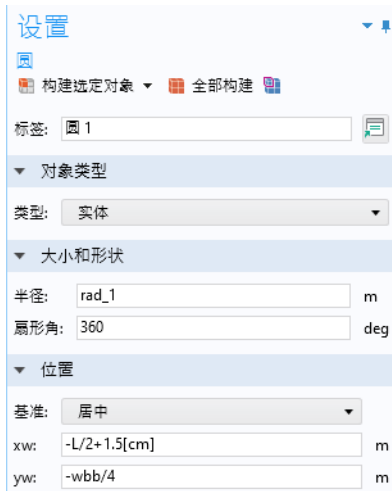 设置
圆
构建选定对象 全部构建
标签: 圆 1
对象类型
类型: 实体
大小和形状
半径: rad_1 m
扇形角: 360 deg
位置
基准: 居中
xw: -L/2+1.5[cm] m
yw: -wbb/4 m